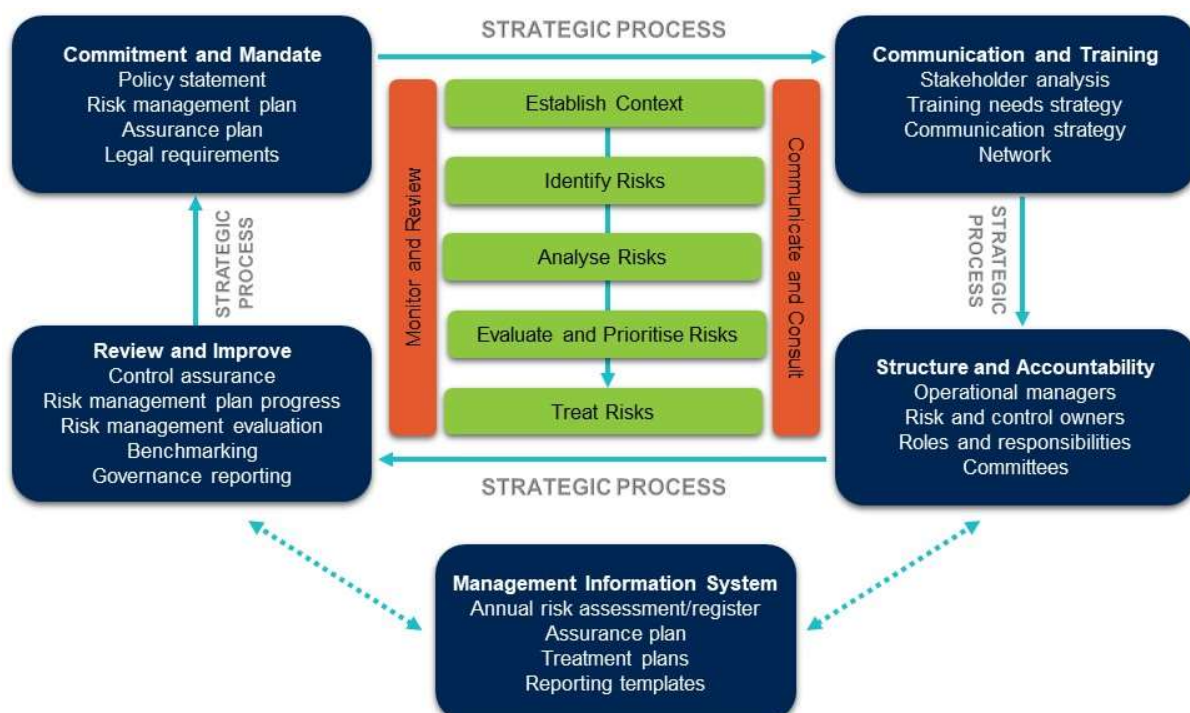 STRATEGIC PROCESS
Commitment and Mandate
Policy statement
Risk management plan
Assurance plan
Legal requirements
Communication and Training
Stakeholder analysis
Training needs strategy
Communication strategy
Network
Monitor and Review
Establish Context
Identify Risks
Analyse Risks
Evaluate and Prioritise Risks
Treat Risks
Communicate and Consult
STRATEGIC
PROCESS
STRATEGIC
PROCESS
Review and Improve
Control assurance
Risk management plan progress
Risk management evaluation
Benchmarking
Governance reporting
Structure and Accountability
Operational managers
Risk and control owners
Roles and responsibilities
Committees
STRATEGIC PROCESS
Management Information System
Annual risk assessment/register
Assurance plan
Treatment plans
Reporting templates